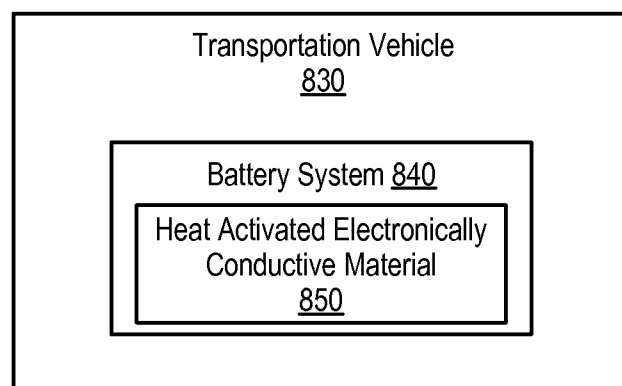 Transportation Vehicle
830
Battery System 840
Heat Activated Electronically
Conductive Material
850